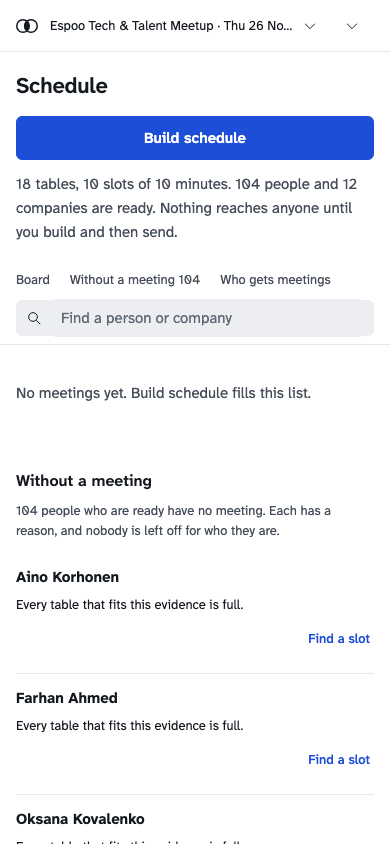 Espoo Tech & Talent Meetup · Thu 26 No...
Schedule
Build schedule
18 tables, 10 slots of 10 minutes. 104 people and 12
companies are ready. Nothing reaches anyone until
you build and then send.
Board Without a meeting 104 Who gets meetings
Find a person or company
No meetings yet. Build schedule fills this list.
Without a meeting
104 people who are ready have no meeting. Each has a
reason, and nobody is left off for who they are.
Aino Korhonen
Every table that fits this evidence is full.
Find a slot
Farhan Ahmed
Every table that fits this evidence is full.
Find a slot
Oksana Kovalenko